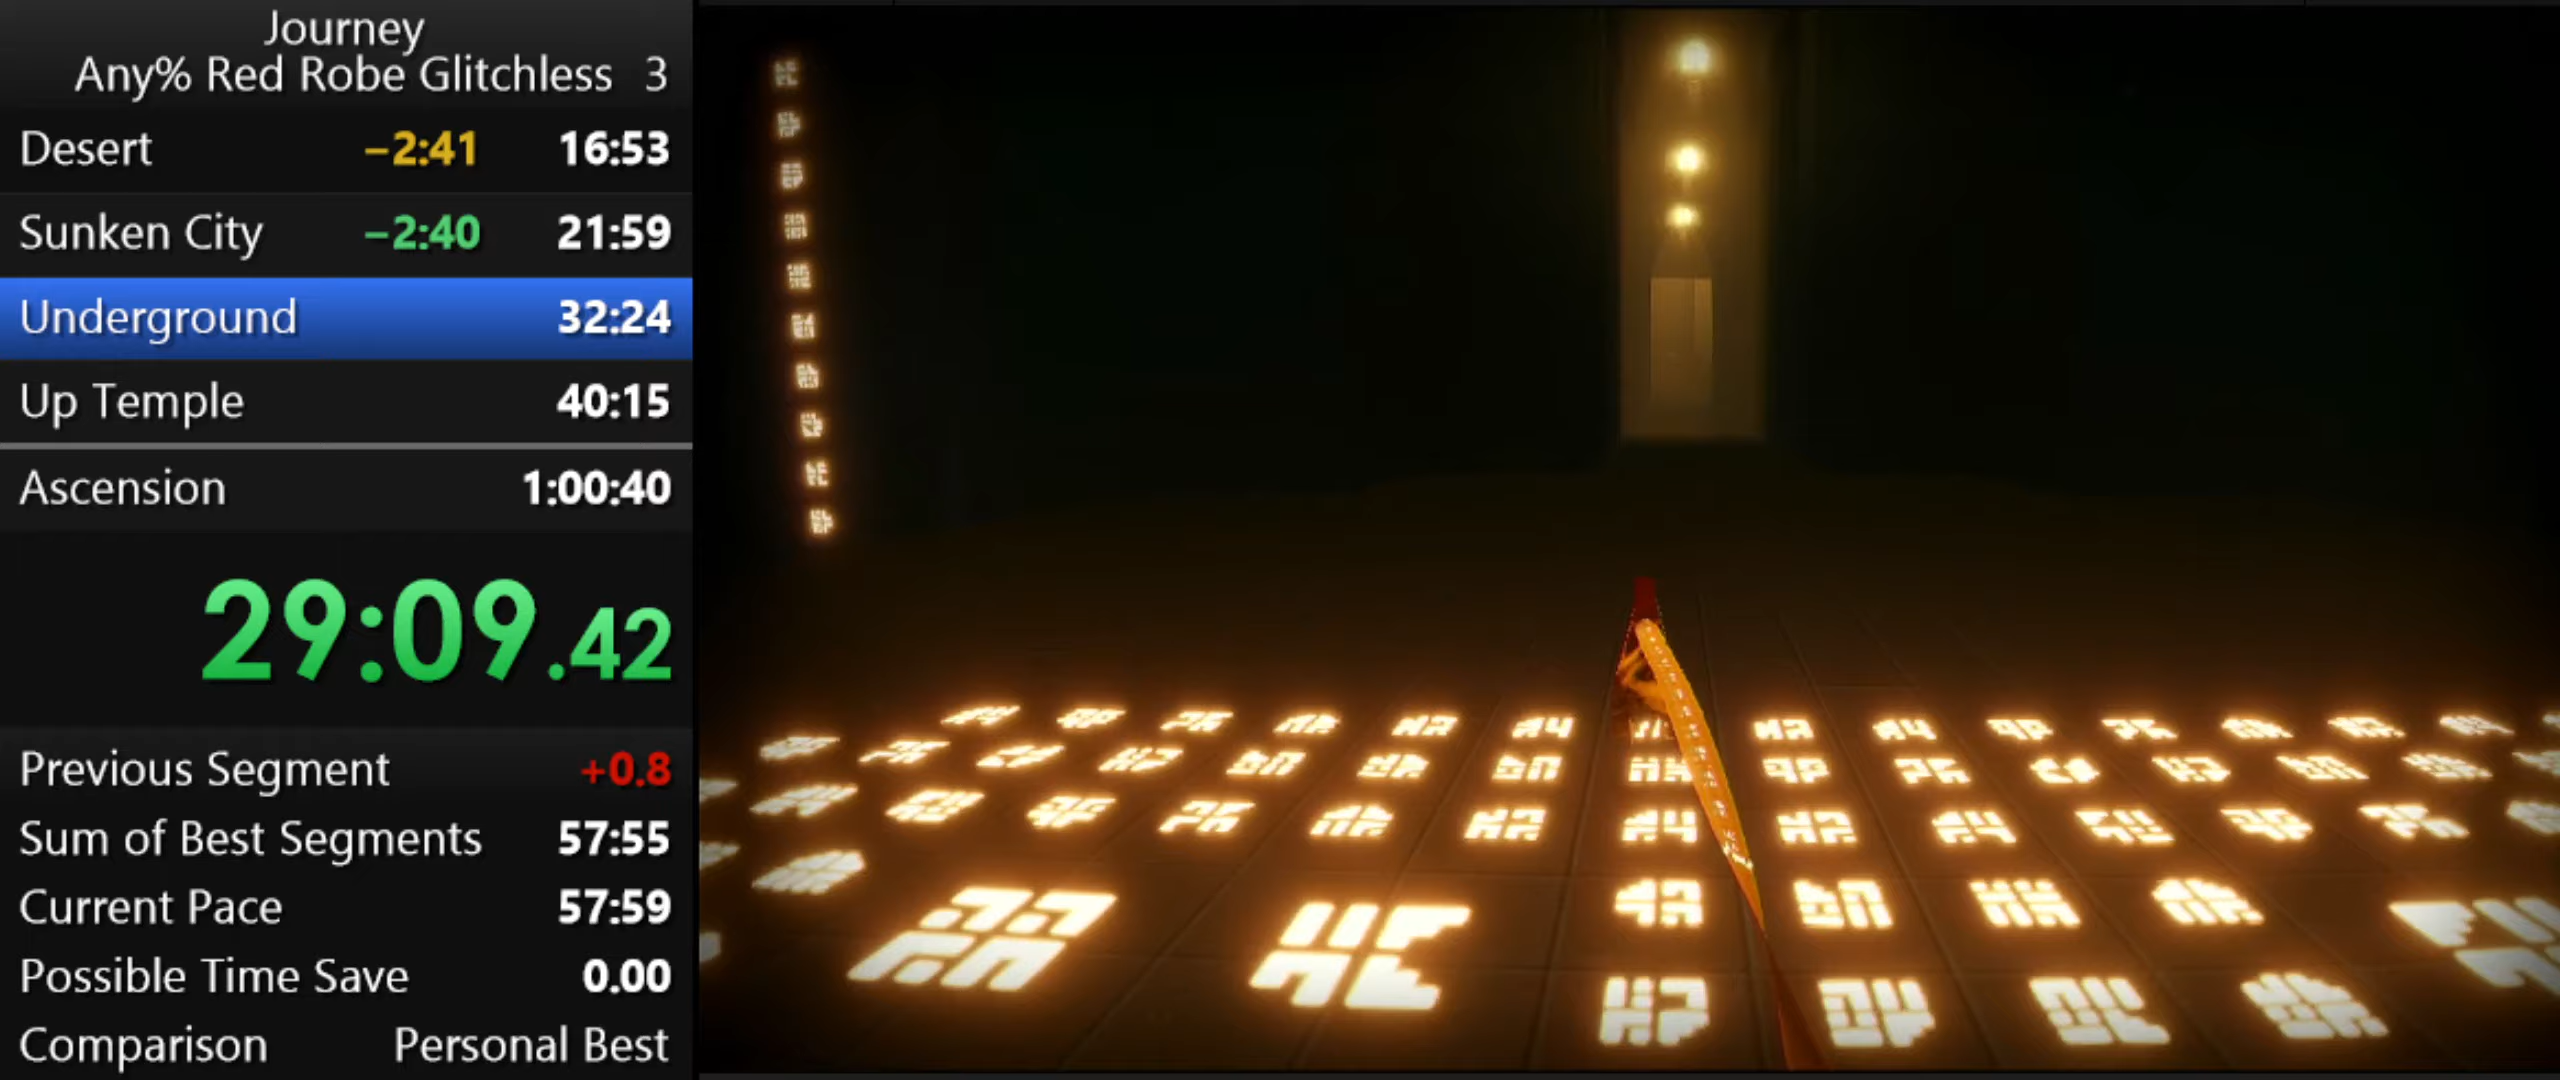 Journey
Any% Red Robe Glitchless 3
Desert −2:41 16:53
Sunken City −2:40 21:59
Underground 32:24
Up Temple 40:15
Ascension 1:00:40
29:09.42
Previous Segment +0.8
Sum of Best Segments 57:55
Current Pace 57:59
Possible Time Save 0.00
Comparison Personal Best